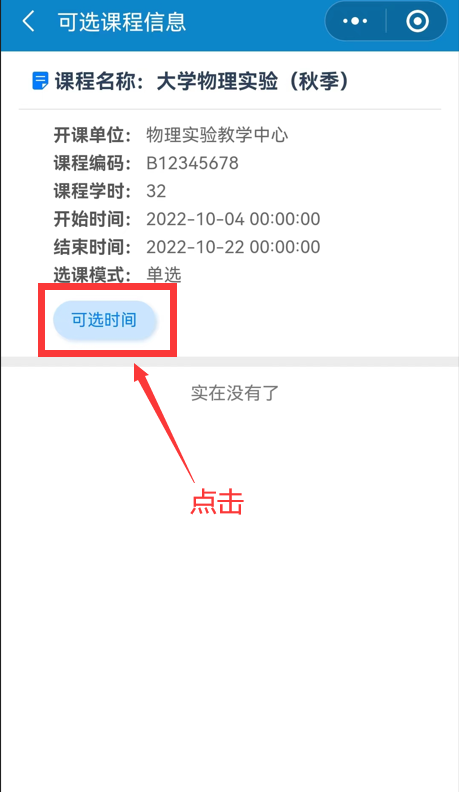 可选课程信息
课程名称：大学物理实验（秋季）
开课单位： 物理实验教学中心
课程编码： B12345678
课程学时： 32
开始时间： 2022-10-04 00:00:00
结束时间： 2022-10-22 00:00:00
选课模式： 单选
可选时间
实在没有了
点击